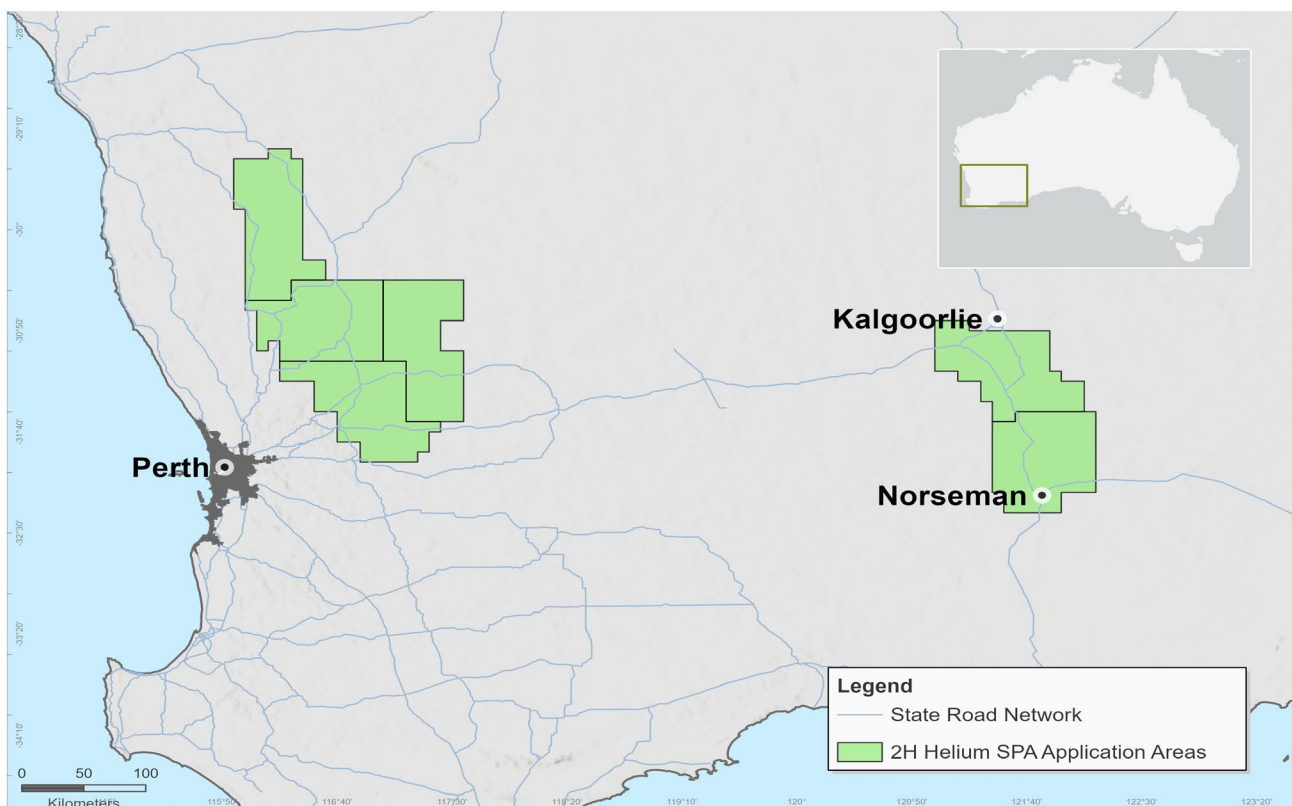 -28°20'
-29°10'
-30°
-30°50'
-31°40'
-32°30'
-33°20'
-34°10'
Kalgoorlie
Perth
Norseman
Legend
State Road Network
2H Helium SPA Application Areas
0 50 100
Kilometers
115°50' 116°40' 117°30' 118°20' 119°10' 120° 120°50' 121°40' 122°30' 123°20'